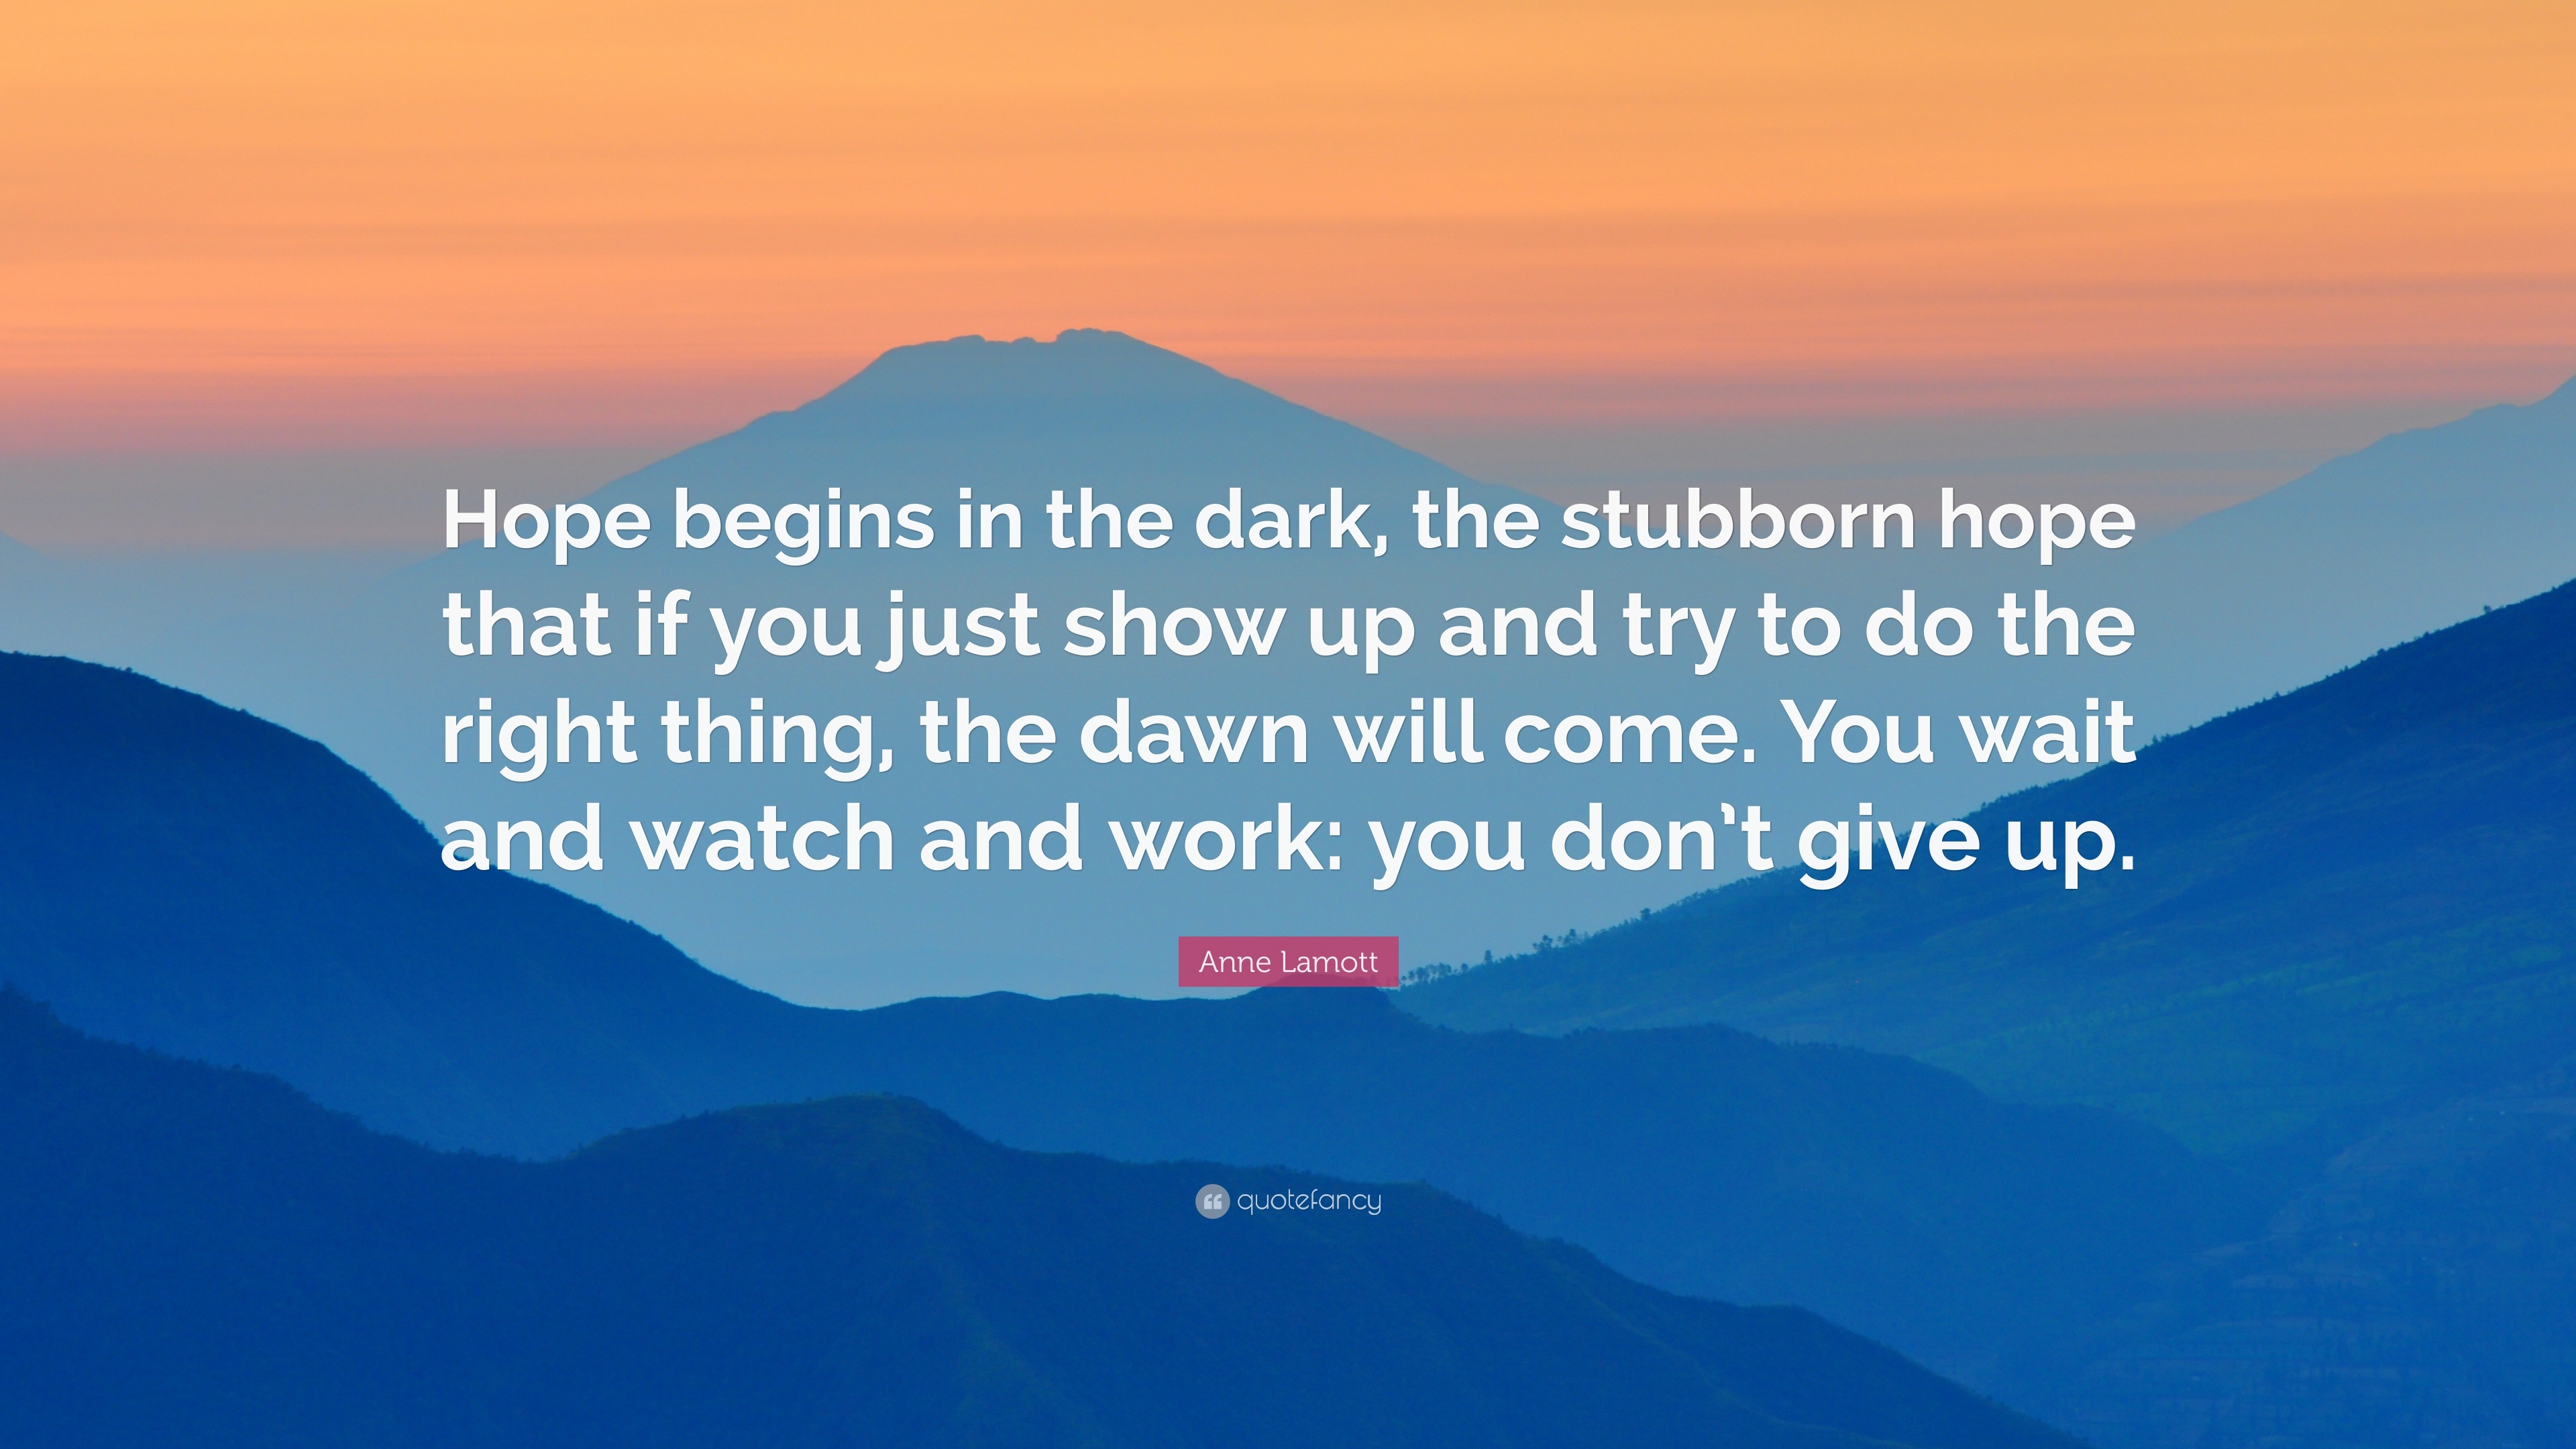 Hope begins in the dark, the stubborn hope
that if you just show up and try to do the
right thing, the dawn will come. You wait
and watch and work: you don’t give up.
Anne Lamott
quotefancy